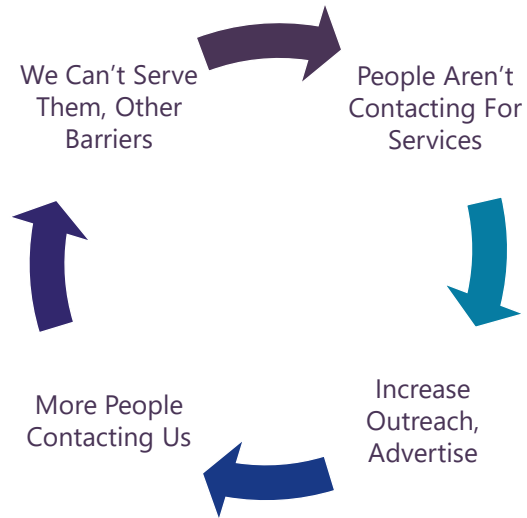 We Can’t Serve
Them, Other
Barriers
People Aren’t
Contacting For
Services
Increase
Outreach,
Advertise
More People
Contacting Us